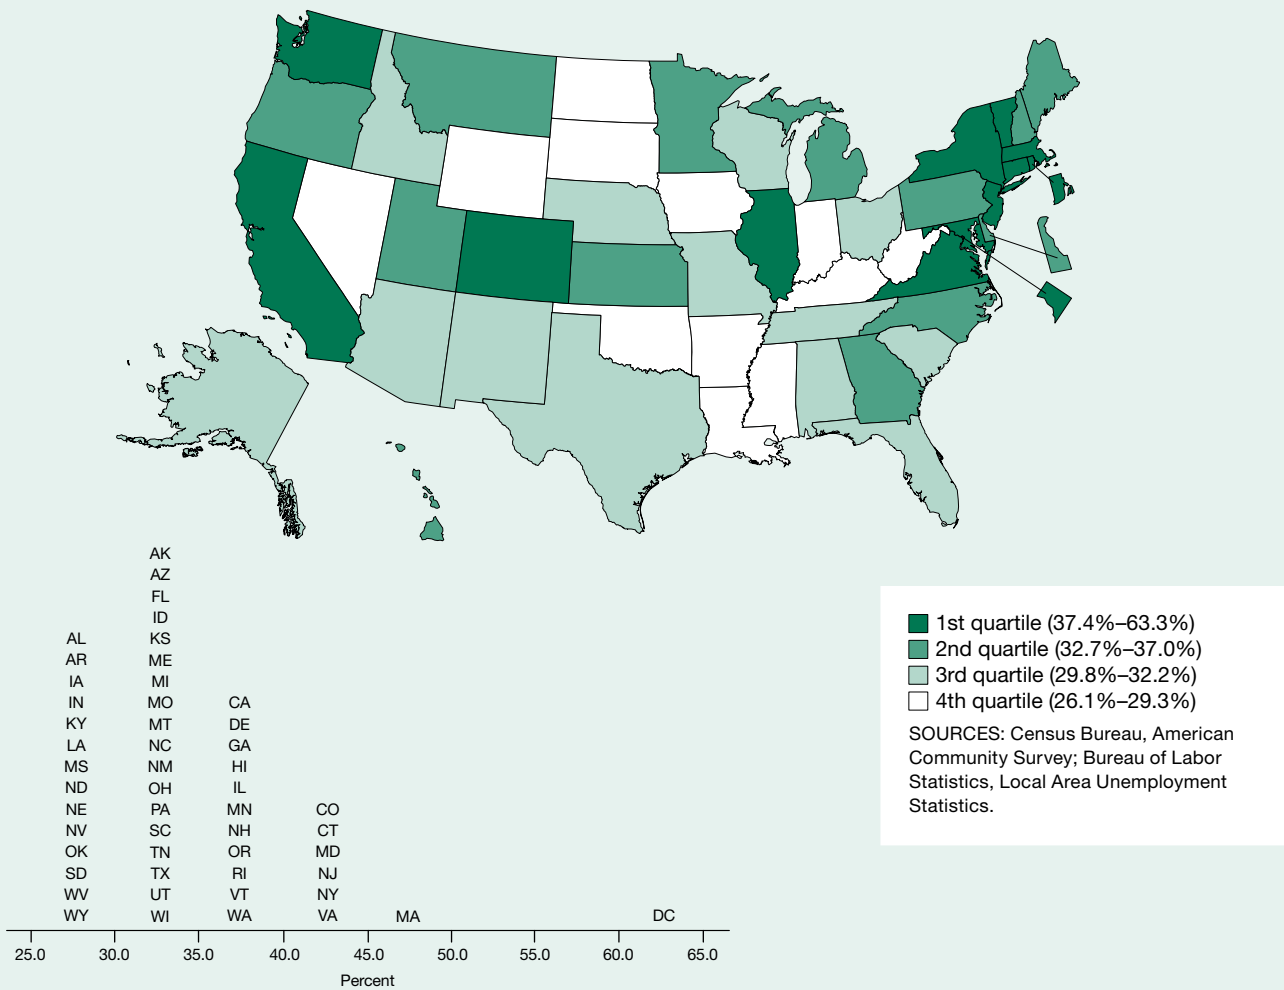 AK
AZ
FL
ID
AL KS
AR ME
IA MI
IN MO CA
KY MT DE
LA NC GA
MS NM HI
ND OH IL
NE PA MN CO
NV SC NH CT
OK TN OR MD
SD TX RI NJ
WV UT VT NY
WY WI WA VA MA DC
25.0 30.0 35.0 40.0 45.0 50.0 55.0 60.0 65.0
Percent
1st quartile (37.4%–63.3%)
2nd quartile (32.7%–37.0%)
3rd quartile (29.8%–32.2%)
4th quartile (26.1%–29.3%)
SOURCES: Census Bureau, American
Community Survey; Bureau of Labor
Statistics, Local Area Unemployment
Statistics.